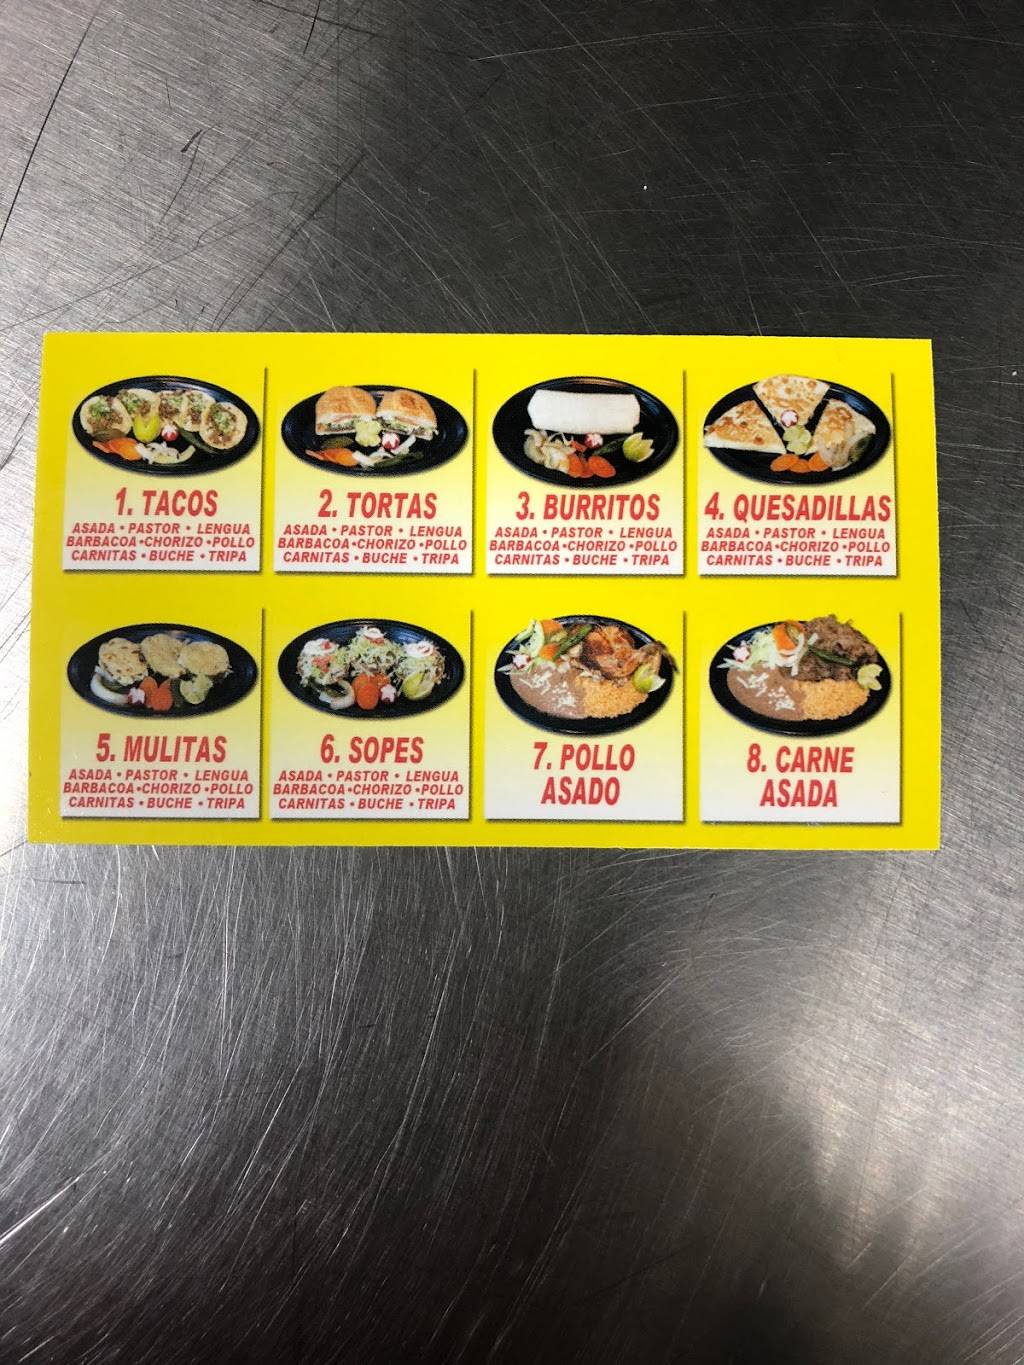 1. TACOS
ASADA • PASTOR • LENGUA
BARBACOA •CHORIZO •POLLO
CARNITAS • BUCHE • TRIPA
2. TORTAS
ASADA • PASTOR • LENGUA
BARBACOA •CHORIZO •POLLO
CARNITAS • BUCHE • TRIPA
3. BURRITOS
ASADA • PASTOR • LENGUA
BARBACOA •CHORIZO •POLLO
CARNITAS • BUCHE • TRIPA
4. QUESADILLAS
ASADA • PASTOR • LENGUA
BARBACOA •CHORIZO •POLLO
CARNITAS • BUCHE • TRIPA
5. MULITAS
ASADA • PASTOR • LENGUA
BARBACOA •CHORIZO •POLLO
CARNITAS • BUCHE • TRIPA
6. SOPES
ASADA • PASTOR • LENGUA
BARBACOA •CHORIZO •POLLO
CARNITAS • BUCHE • TRIPA
7. POLLO
ASADO
8. CARNE
ASADA